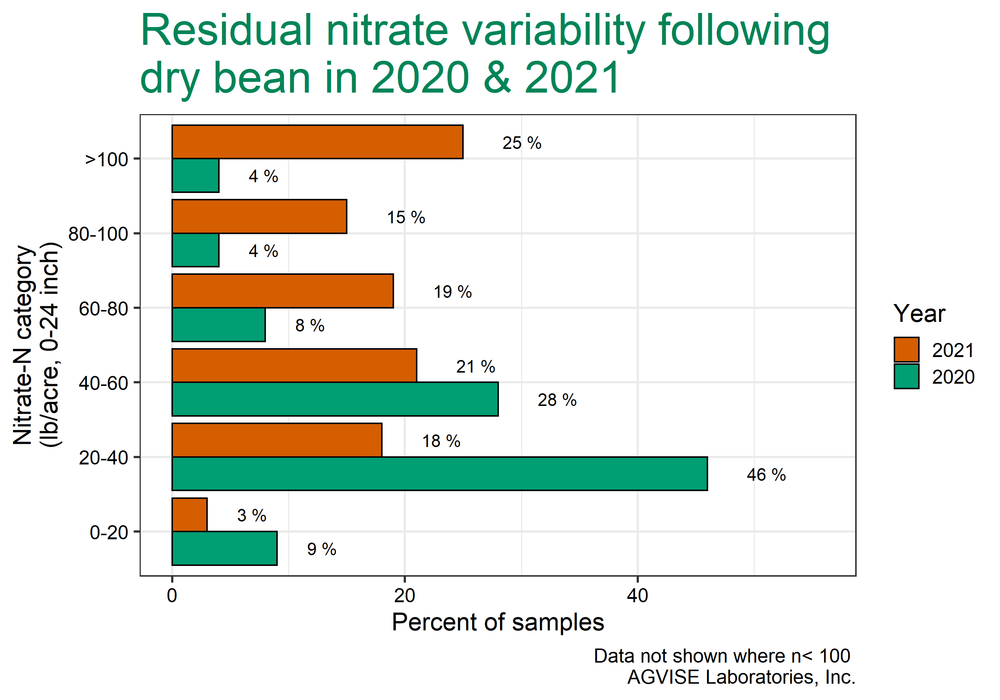 Residual nitrate variability following
dry bean in 2020 & 2021
Nitrate-N category
(lb/acre, 0-24 inch)
>100
25 %
4 %
80-100
15 %
4 %
60-80
19 %
8 %
40-60
21 %
28 %
20-40
18 %
46 %
0-20
3 %
9 %
0
20
40
Percent of samples
Year
2021
2020
Data not shown where n< 100
AGVISE Laboratories, Inc.